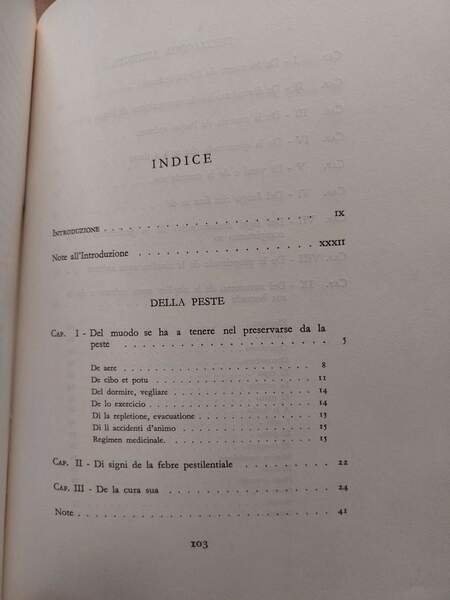 INDICE
INTRODUZIONE . . . . . . . . . . . . . . . . . . IX
Note all'Introduzione . . . . . . . . . . . . . . . XXXII
DELLA PESTE
CAP. I - Del muodo se ha a tenere nel preservarse da la
peste . . . . . . . . . . . . . . . . . . 5
De aere . . . . . . . . . . . . . . . . 8
De cibo et potu . . . . . . . . . . . . . 11
Del dormire, vegliare . . . . . . . . . . . 14
De lo exercicio . . . . . . . . . . . . . 14
Di la repletione, evacuatione . . . . . . . . 13
Di li accidenti d'animo . . . . . . . . . . 15
Regimen medicinale. . . . . . . . . . . . 15
CAP. II - Di signi de la febre pestilentiale . . . . . . . 22
CAP. III - De la cura sua . . . . . . . . . . . . . . 24
Note . . . . . . . . . . . . . . . . . . . . . . 41
103